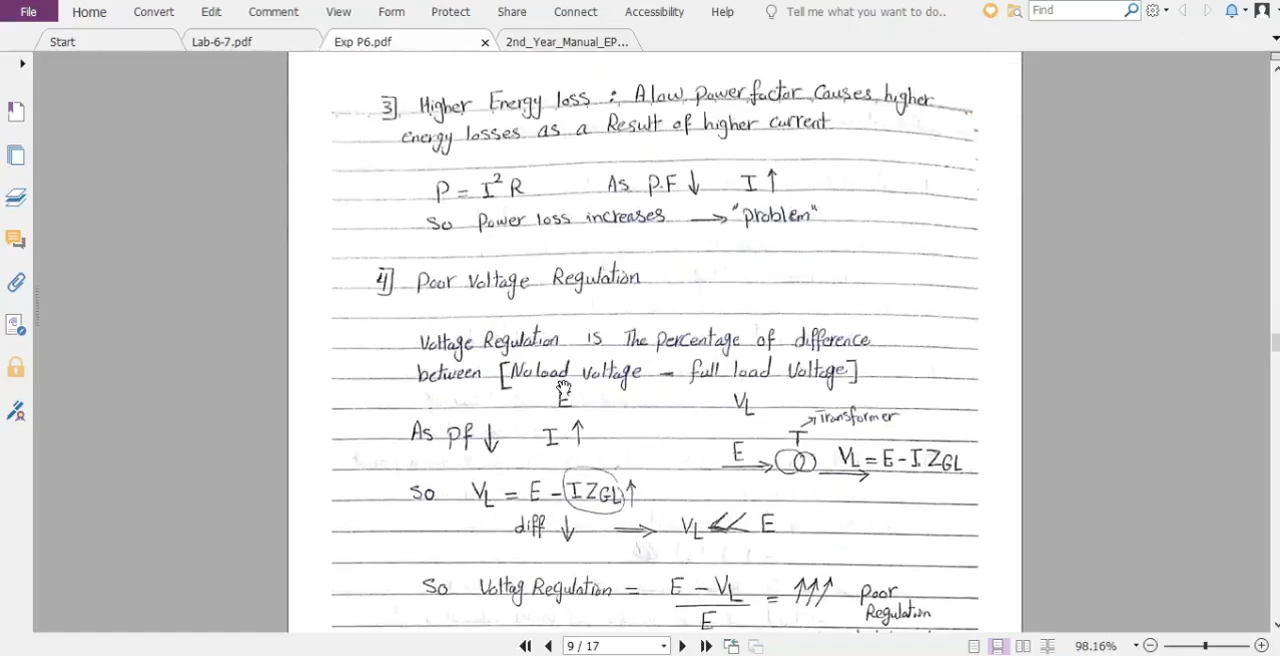 File Home Convert Edit Comment View Form Protect Share Connect Accessibility Help Tell me what you want to do.. Find
Start Lab-6-7.pdf Exp P6.pdf 2nd_Year_Manual_EP...
3] Higher Energy loss : A low power factor causes higher
energy losses as a Result of higher current
P = I² R As P.F ↓ I ↑
So Power loss increases → "problem"
4] Poor Voltage Regulation
Voltage Regulation is The percentage of difference
between [No load voltage - full load Voltage]
E VL
→Transformer
As Pf ↓ I ↑
T
E VL = E - I ZGL
So VL = E - IZGL ↑
diff ↓ → VL << E
So Voltag Regulation = E - VL / E = ↑↑↑ Poor
Regulation
9 / 17 98.16%